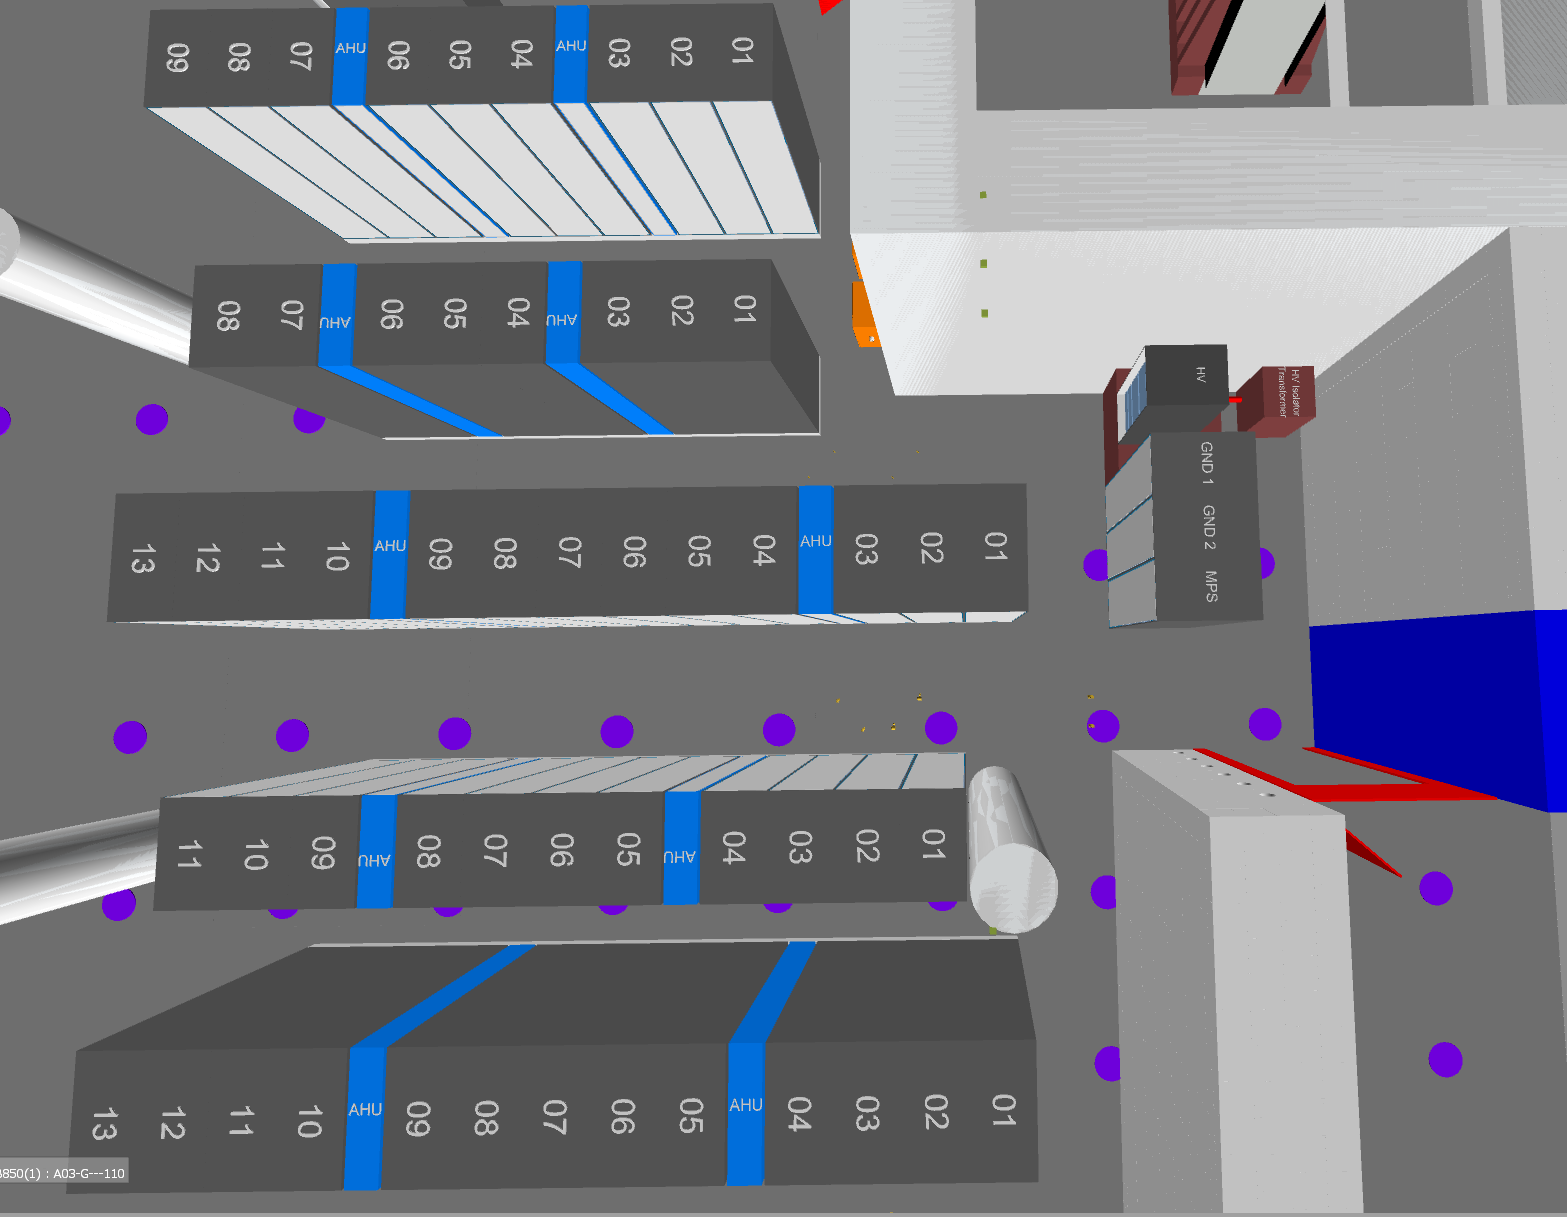 09 08 07 AHU 06 05 04 AHU 03 02 01
08 07 AHU 06 05 04 AHU 03 02 01
HV
HV Isolator
Transformer
GND 1 GND 2 MPS
13 12 11 10 AHU 09 08 07 06 05 04 AHU 03 02 01
11 10 09 AHU 08 07 06 05 AHU 04 03 02 01
13 12 11 10 AHU 09 08 07 06 05 AHU 04 03 02 01
850(1) : A03-G---110